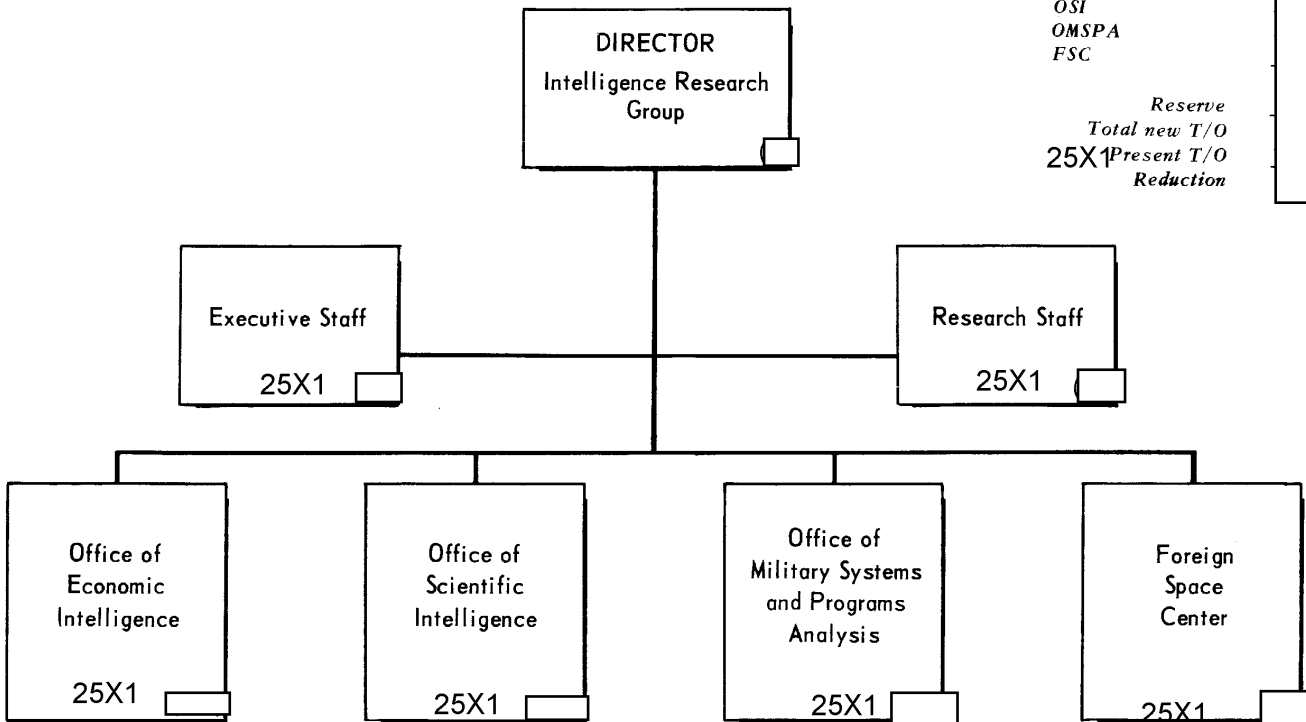 OSI
OMSPA
FSC
Reserve
Total new T/O
25X1 Present T/O
Reduction
DIRECTOR
Intelligence Research
Group
Executive Staff
25X1
Research Staff
25X1
Office of
Economic
Intelligence
25X1
Office of
Scientific
Intelligence
25X1
Office of
Military Systems
and Programs
Analysis
25X1
Foreign
Space
Center
25X1